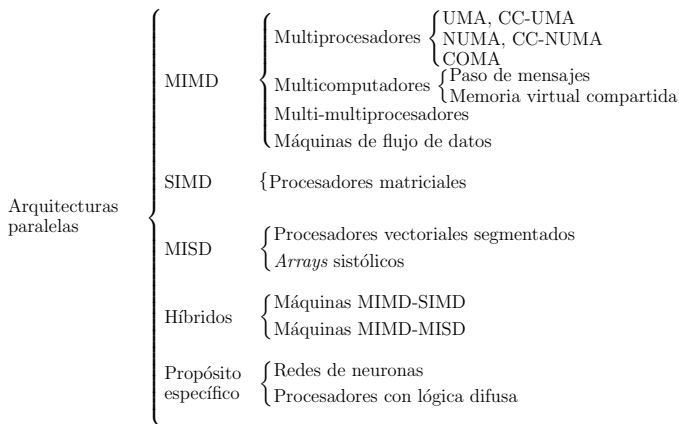 Arquitecturas
paralelas
MIMD
Multiprocesadores
UMA, CC-UMA
NUMA, CC-NUMA
COMA
Multicomputadores
Paso de mensajes
Memoria virtual compartida
Multi-multiprocesadores
Máquinas de flujo de datos
SIMD
Procesadores matriciales
MISD
Procesadores vectoriales segmentados
Arrays sistólicos
Híbridos
Máquinas MIMD-SIMD
Máquinas MIMD-MISD
Propósito
específico
Redes de neuronas
Procesadores con lógica difusa